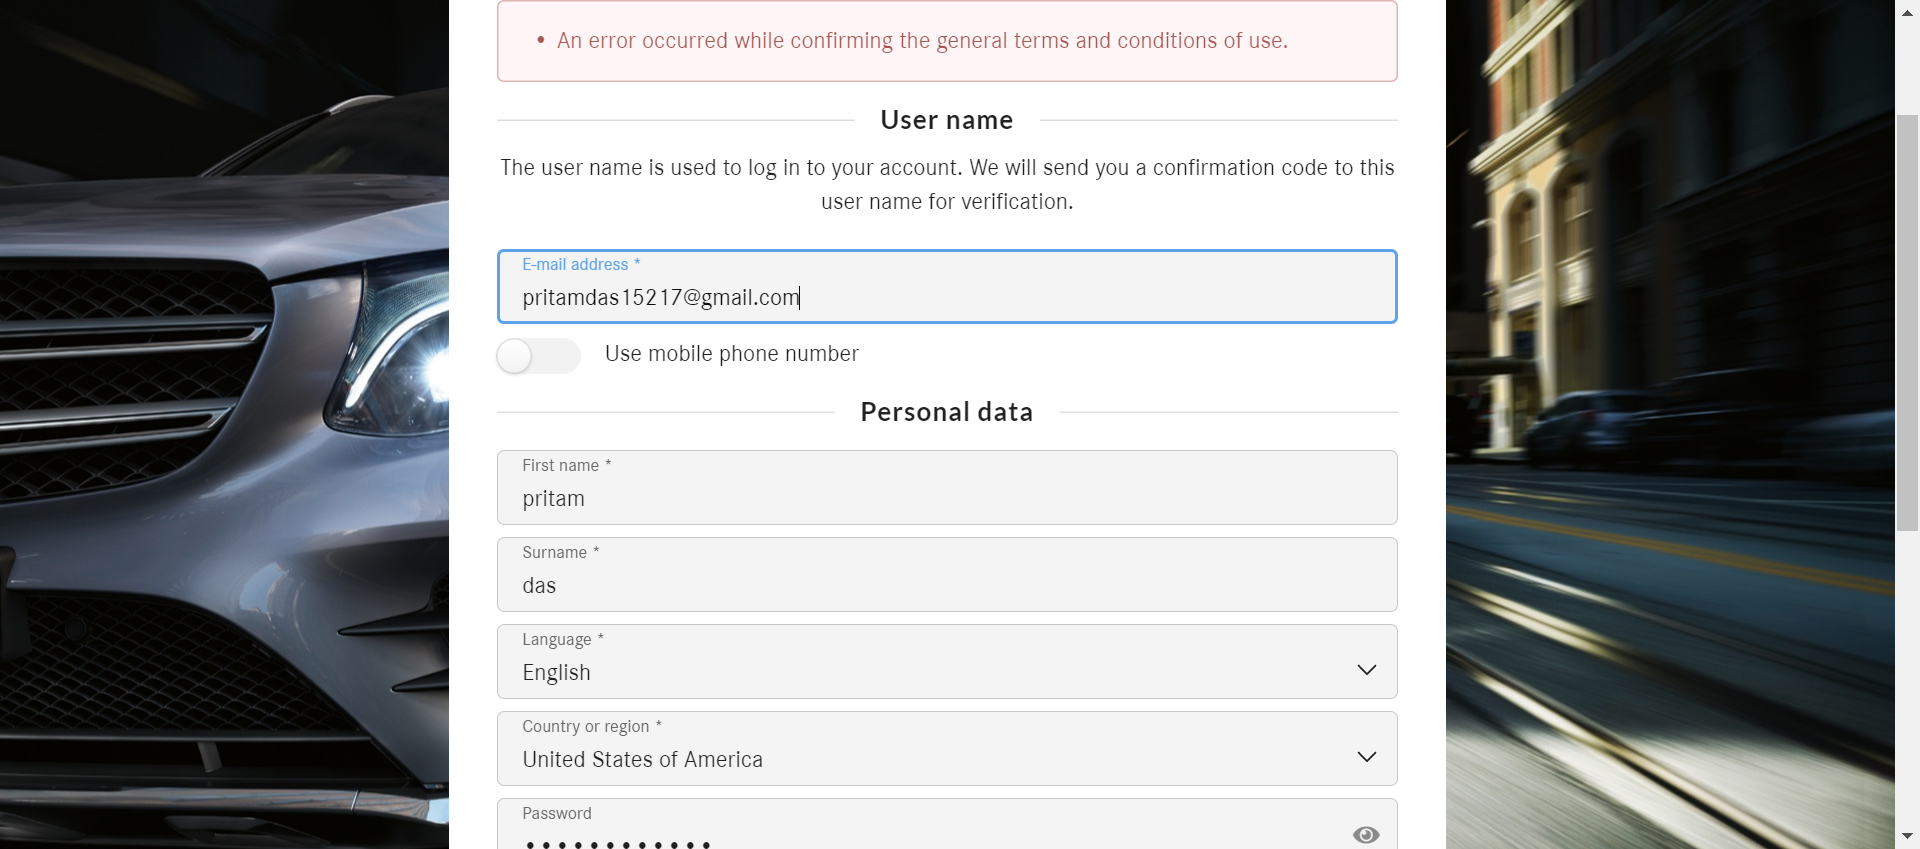 • An error occurred while confirming the general terms and conditions of use.
User name
The user name is used to log in to your account. We will send you a confirmation code to this
user name for verification.
E-mail address *
pritamdas15217@gmail.com
Use mobile phone number
Personal data
First name *
pritam
Surname *
das
Language *
English
Country or region *
United States of America
Password
••••••••••••